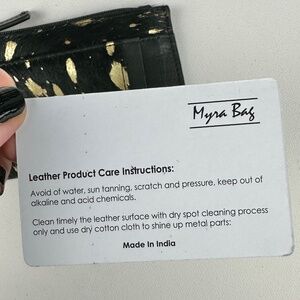 Myra Bag
Leather Product Care Instructions:
Avoid of water, sun tanning, scratch and pressure, keep out of
alkaline and acid chemicals.
Clean timely the leather surface with dry spot cleaning process
only and use dry cotton cloth to shine up metal parts:
Made In India